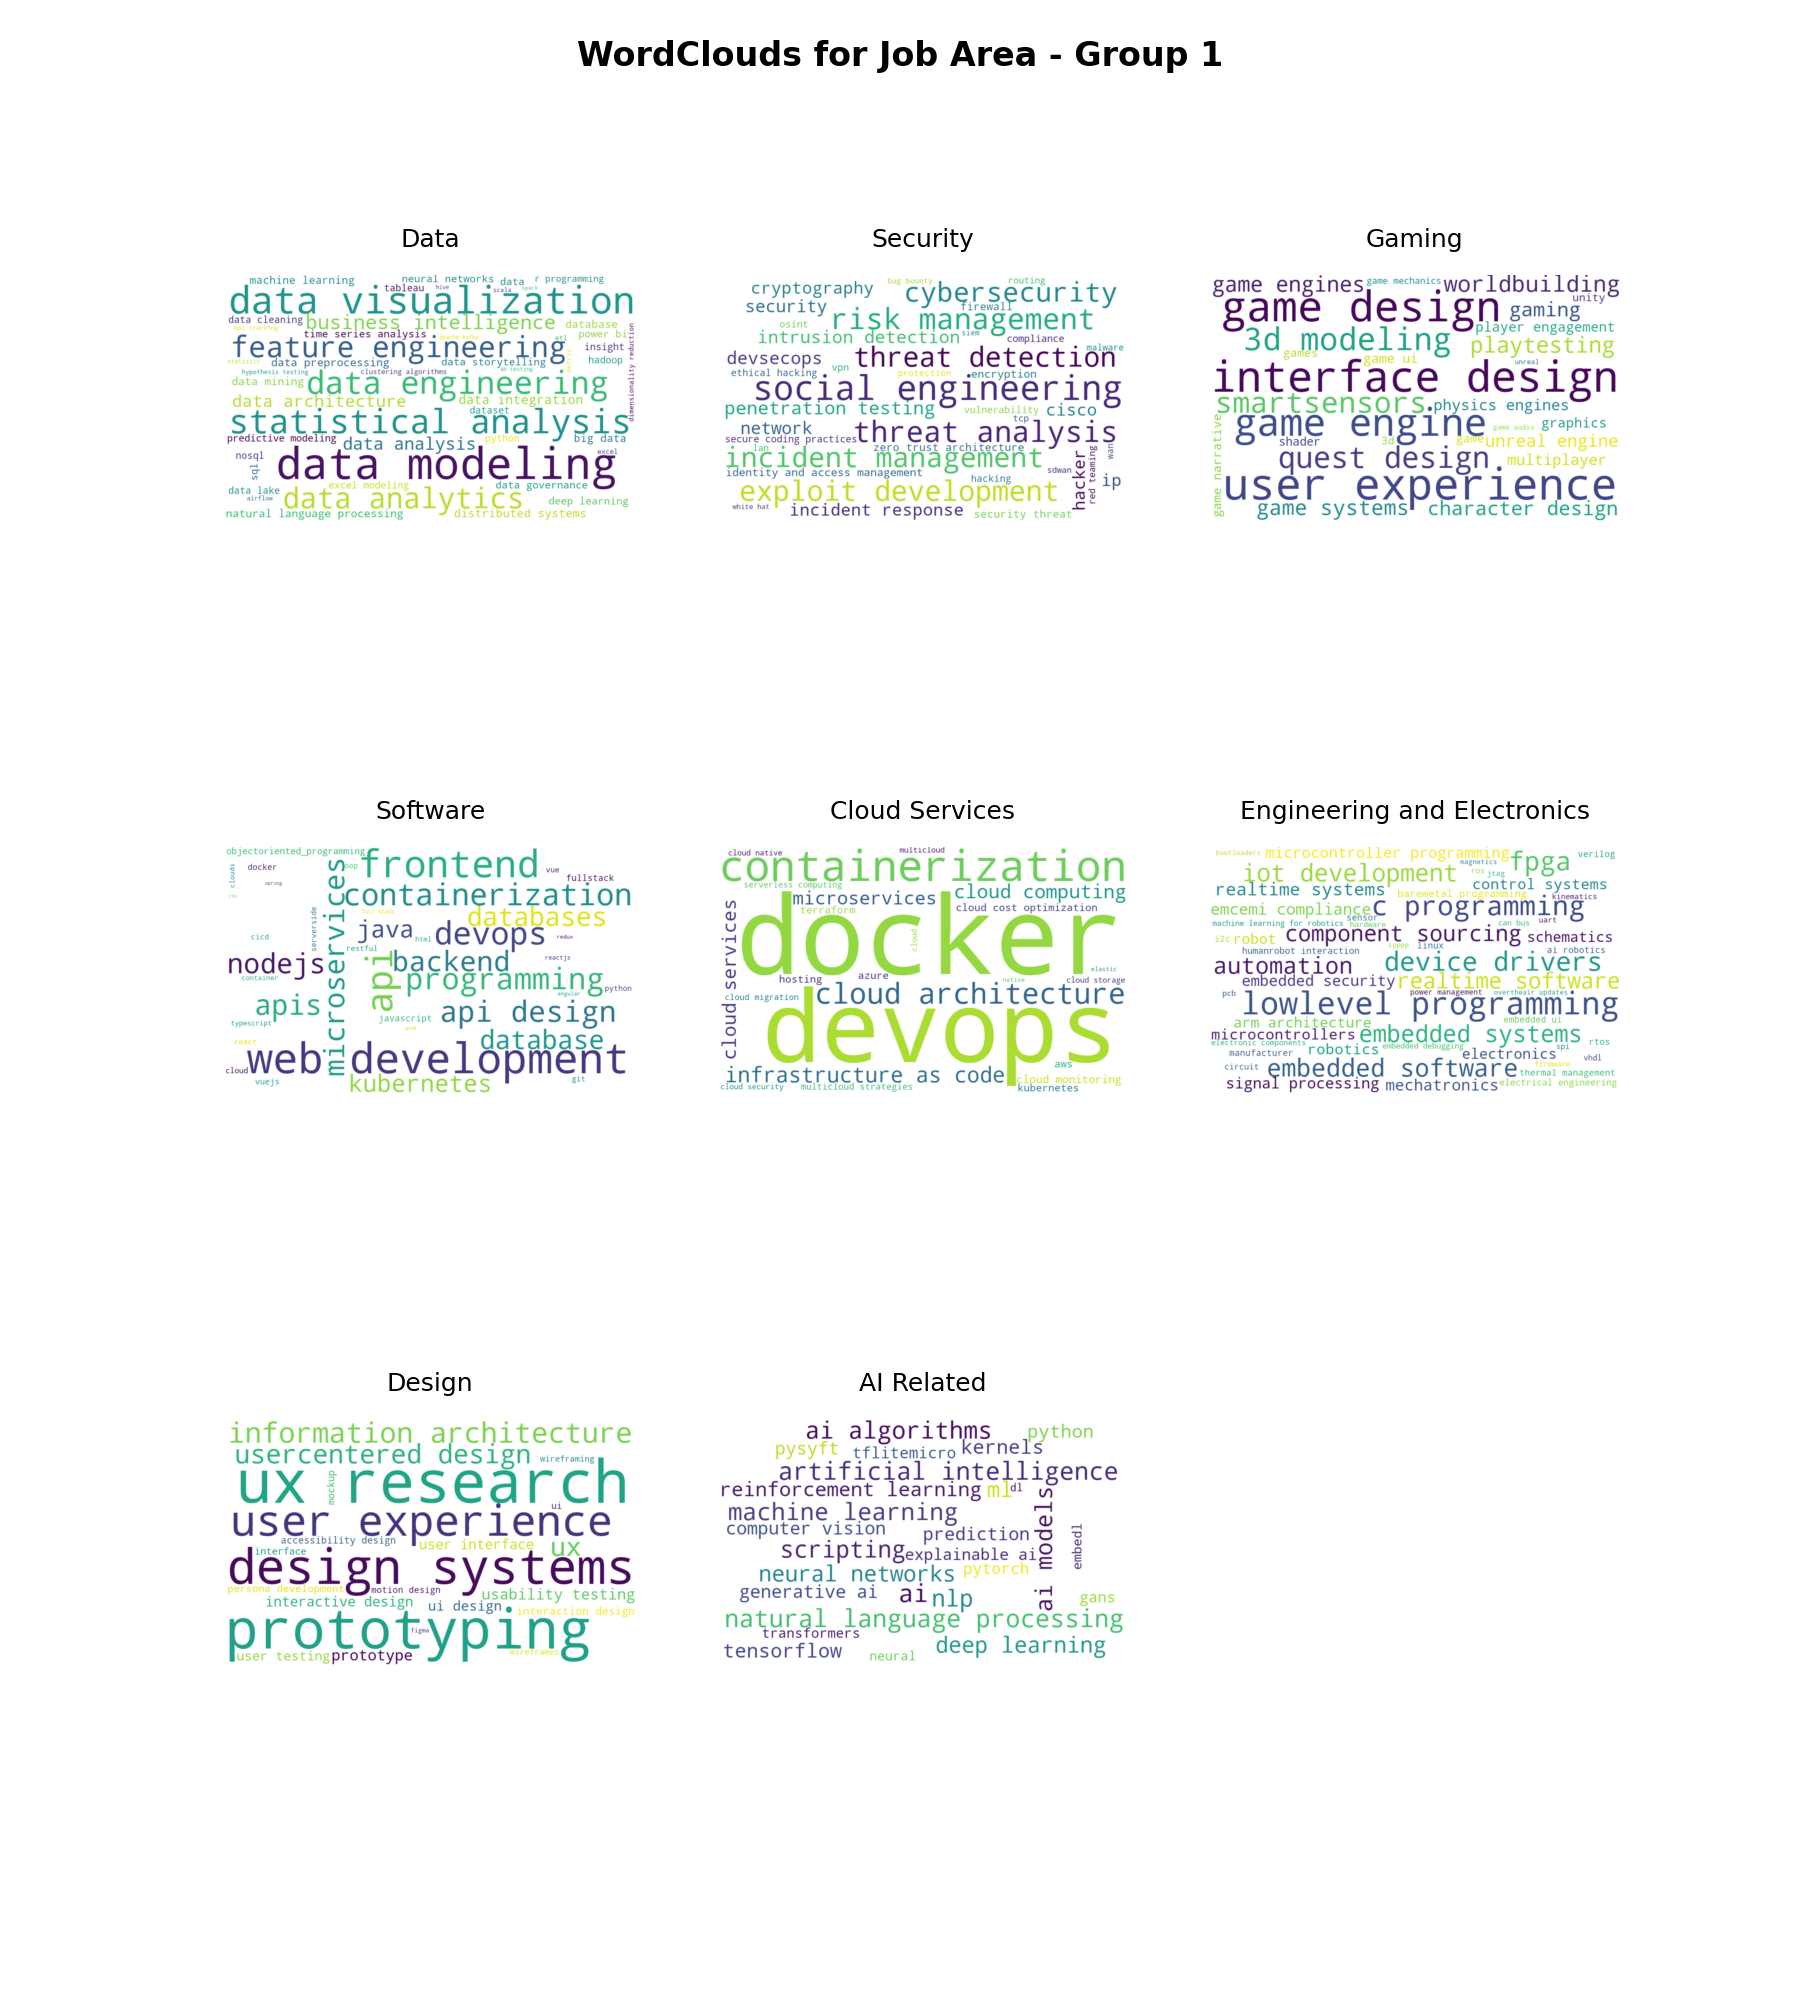 WordClouds for Job Area - Group 1
Data
machine learning
neural networks
data
r programming
tableau
hive
scala
spark
data visualization
data cleaning
business intelligence
database
kpi tracking
time series analysis
apache kafka
etl
power bi
feature engineering
insight
statistic
data preprocessing
data storytelling
hadoop
hypothesis testing
clustering algorithms
ab testing
data mining
data engineering
dimensionality reduction
data architecture
data integration
dataset
statistical analysis
predictive modeling
data analysis
python
big data
nosql
sql
data modeling
excel
data lake
excel modeling
data governance
airflow
data analytics
deep learning
natural language processing
distributed systems
Security
bug bounty
routing
cryptography
cybersecurity
security
firewall
osint
risk management
intrusion detection
siem
compliance
devsecops
threat detection
malware
ethical hacking
vpn
protection
encryption
social engineering
penetration testing
vulnerability
cisco
network
tcp
secure coding practices
threat analysis
lan
zero trust architecture
wan
incident management
hacker
red teaming
identity and access management
sdwan
hacking
ip
exploit development
white hat
incident response
security threat
Gaming
game engines
game mechanics
worldbuilding
game design
unity
gaming
3d modeling
player engagement
games
game ui
playtesting
unreal
interface design
smartsensors
physics engines
game narrative
game engine
game audio
graphics
shader
3d
game
unreal engine
quest design
multiplayer
user experience
game systems
character design
Software
objectoriented_programming
clouds
docker
spring
oop
frontend
vue
fullstack
microservices
containerization
full stack
databases
serverside
java
html
devops
redux
cicd
restful
nodejs
backend
reactjs
container
api
programming
python
angular
apis
javascript
api design
typescript
react
database
web development
cloud
vuejs
kubernetes
git
Cloud Services
cloud native
multicloud
containerization
serverless computing
microservices
cloud computing
terraform
cloud cost optimization
cloud services
docker
cloud
elastic
hosting
azure
native
cloud storage
cloud migration
cloud architecture
devops
aws
infrastructure as code
cloud monitoring
cloud security
multicloud strategies
kubernetes
Engineering and Electronics
bootloaders
microcontroller programming
magnetics
fpga
verilog
iot development
ros
jtag
realtime systems
control systems
baremetal programming
kinematics
emcemi compliance
c programming
sensor
uart
machine learning for robotics
hardware
can bus
i2c
robot
component sourcing
schematics
cpppp
linux
humanrobot interaction
ai robotics
automation
device drivers
embedded security
realtime software
pcb
power management
overtheair updates
lowlevel programming
arm architecture
embedded ui
microcontrollers
embedded systems
electronic components
robotics
embedded debugging
spi
rtos
manufacturer
electronics
vhdl
circuit
embedded software
firmware
thermal management
signal processing
mechatronics
electrical engineering
Design
information architecture
usercentered design
wireframing
ux research
mockup
ui
user experience
accessibility design
user interface
ux
interface
design systems
persona development
motion design
usability testing
interactive design
ui design
interaction design
prototyping
figma
user testing
prototype
wireframes
AI Related
ai algorithms
python
pysyft
tflitemicro
kernels
artificial intelligence
reinforcement learning
ml
dl
machine learning
ai models
computer vision
prediction
embedl
scripting
explainable ai
neural networks
pytorch
generative ai
ai
nlp
gans
natural language processing
transformers
tensorflow
neural
deep learning